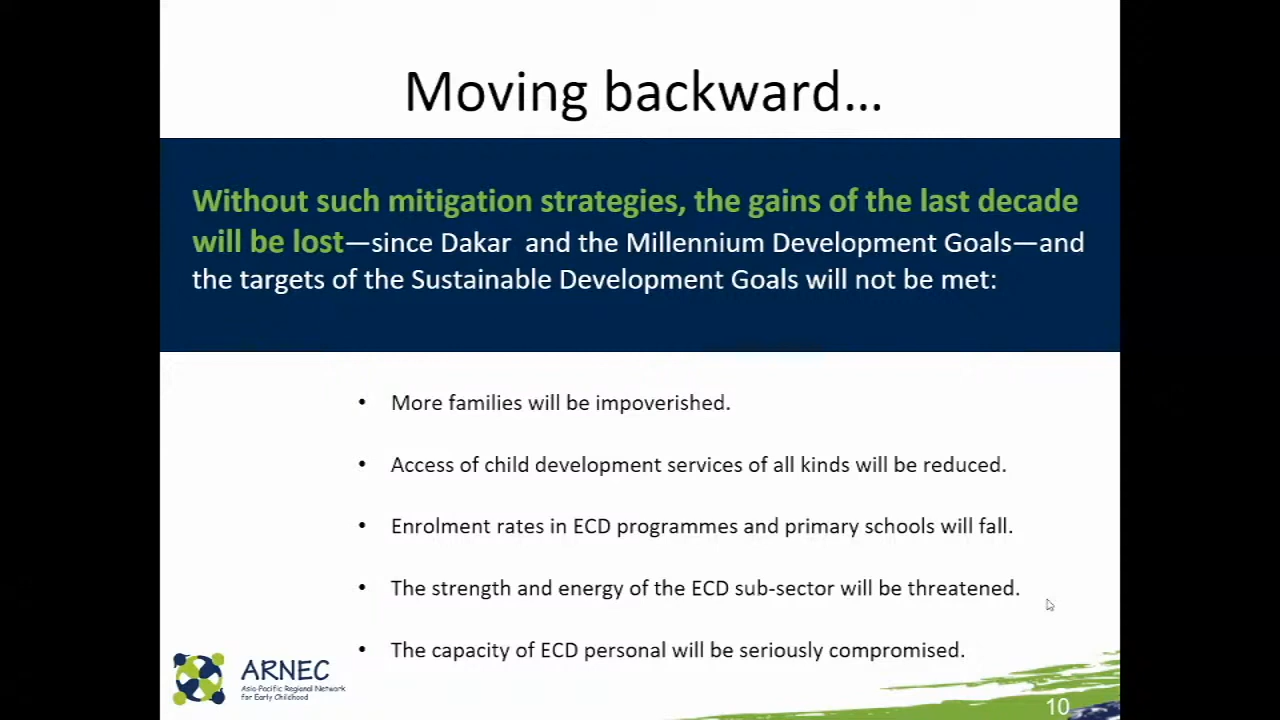 Moving backward...
Without such mitigation strategies, the gains of the last decade
will be lost—since Dakar and the Millennium Development Goals—and
the targets of the Sustainable Development Goals will not be met:
• More families will be impoverished.
• Access of child development services of all kinds will be reduced.
• Enrolment rates in ECD programmes and primary schools will fall.
• The strength and energy of the ECD sub-sector will be threatened.
• The capacity of ECD personal will be seriously compromised.
ARNEC
Asia-Pacific Regional Network
for Early Childhood
10